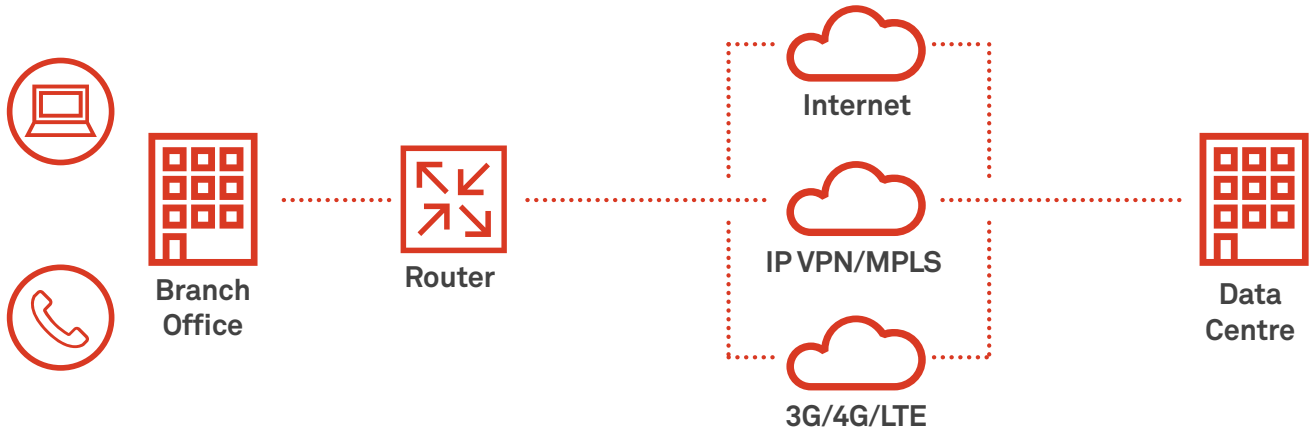 Internet
Branch
Office
Router
IP VPN/MPLS
Data
Centre
3G/4G/LTE